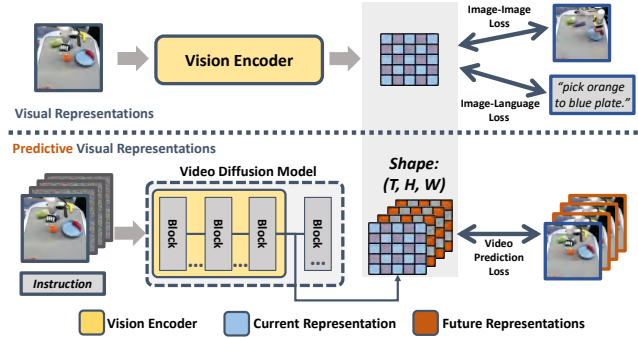 Image-Image
Loss
Vision Encoder
Image-Language
Loss
"pick orange
to blue plate."
Visual Representations
Predictive Visual Representations
Video Diffusion Model
Shape:
(T, H, W)
Block
Block
Block
Block
...
...
...
Video
Prediction
Loss
Instruction
Vision Encoder
Current Representation
Future Representations